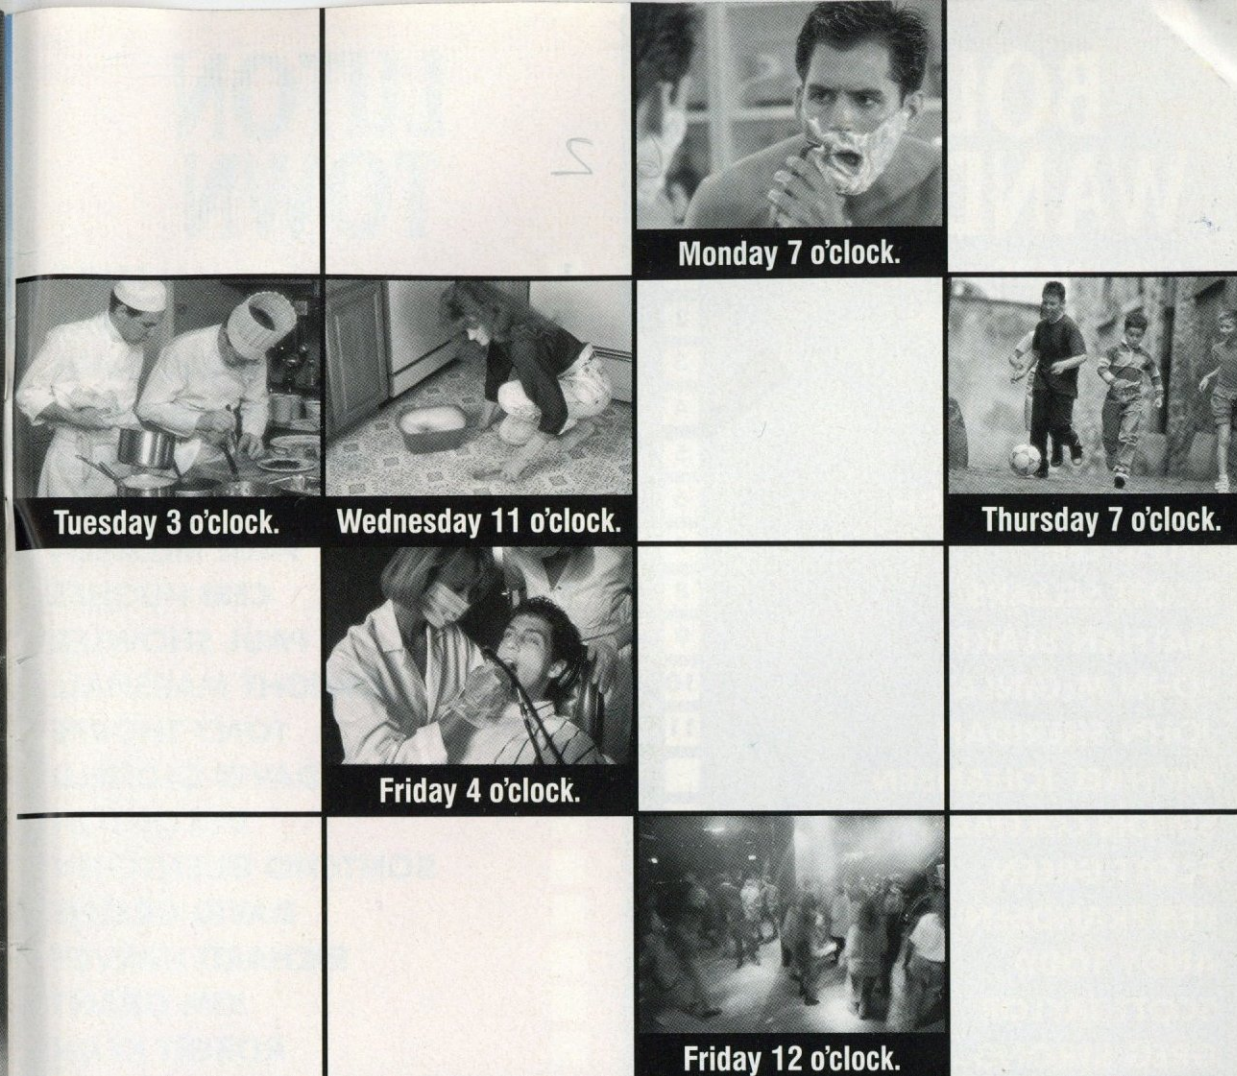 Monday 7 o'clock.
Tuesday 3 o'clock.
Wednesday 11 o'clock.
Thursday 7 o'clock.
Friday 4 o'clock.
Friday 12 o'clock.